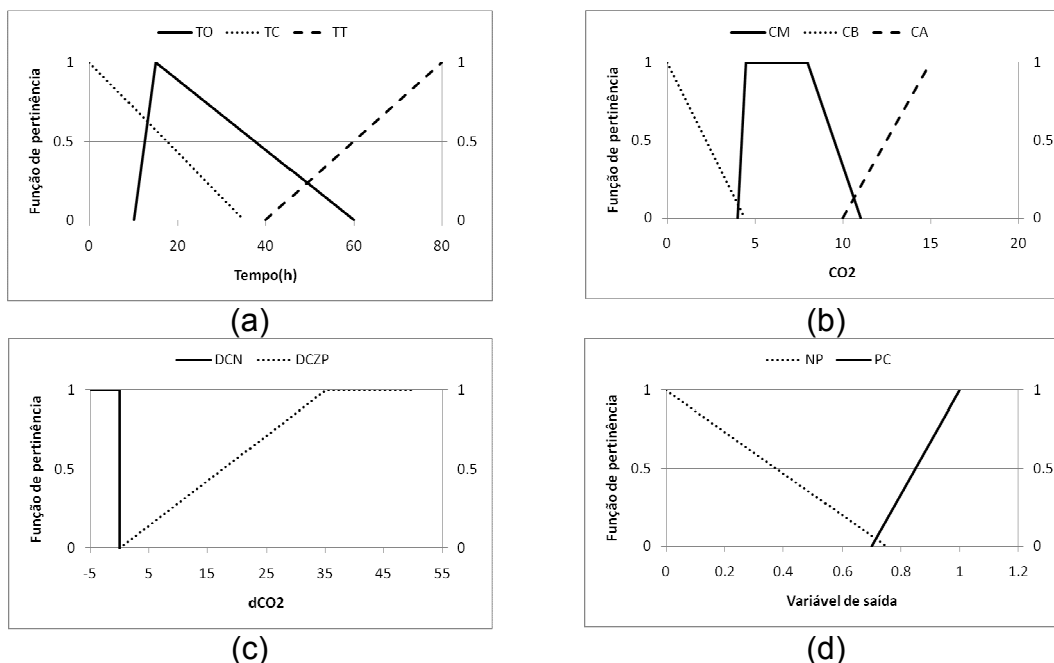 TO TC TT
Função de pertinência
1
0.5
0
1
0.5
0
0 20 40 60 80
Tempo(h)
(a)
CM CB CA
Função de pertinência
1
0.5
0
1
0.5
0
0 5 10 15 20
CO2
(b)
DCN DCZP
Função de pertinência
1
0.5
0
1
0.5
0
-5 5 15 25 35 45 55
dCO2
(c)
NP PC
Função de pertinência
1
0.5
0
1
0.5
0
0 0.2 0.4 0.6 0.8 1 1.2
Variável de saída
(d)